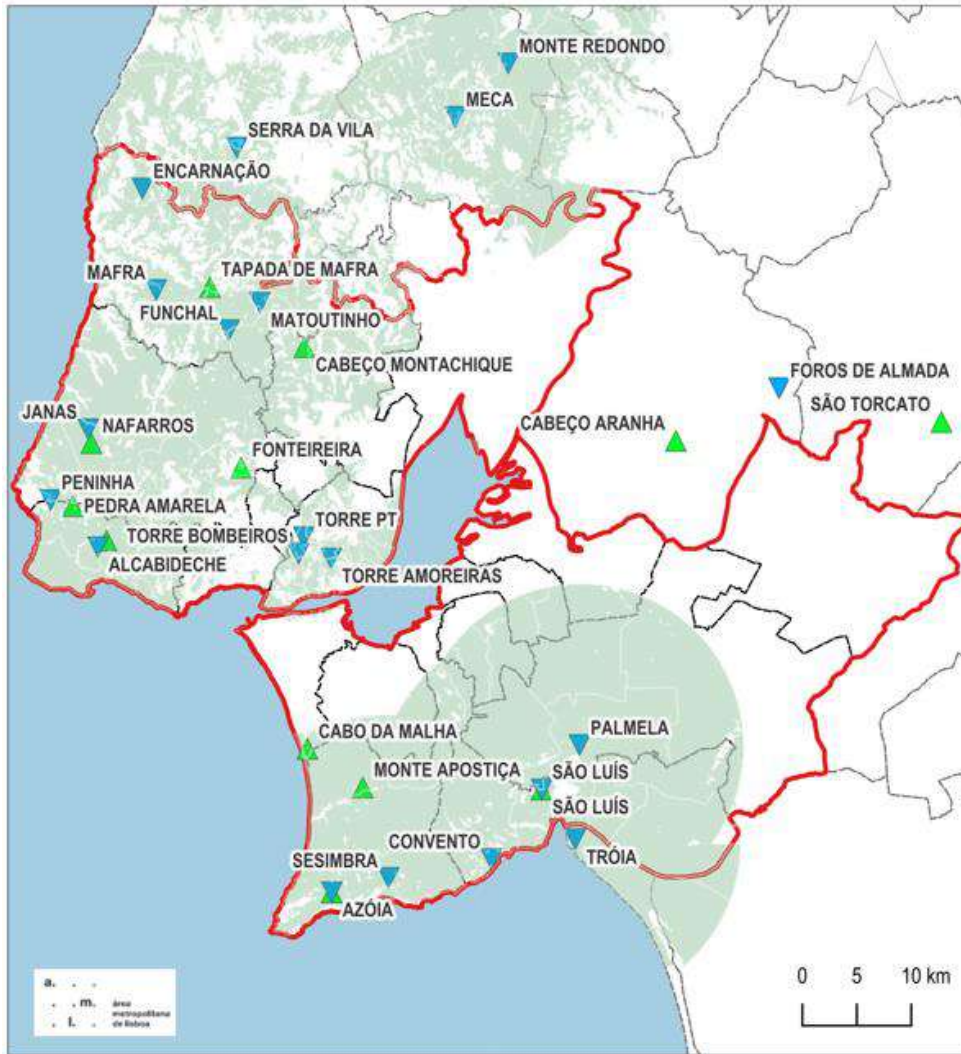 MONTE REDONDO
MECA
SERRA DA VILA
ENCARNAÇÃO
MAFRA
TAPADA DE MAFRA
FUNCHAL
MATOUTINHO
CABEÇO MONTACHIQUE
FOROS DE ALMADA
JANAS
NAFARROS
SÃO TORCATO
CABEÇO ARANHA
FONTEIREIRA
PENINHA
PEDRA AMARELA
TORRE BOMBEIROS
TORRE PT
ALCABIDECHE
TORRE AMOREIRAS
CABO DA MALHA
PALMELA
MONTE APOSTIÇA
SÃO LUÍS
SÃO LUÍS
CONVENTO
TRÓIA
SESIMBRA
AZÓIA
0 5 10 km
a.
m. área
metropolitana
l. de lisboa